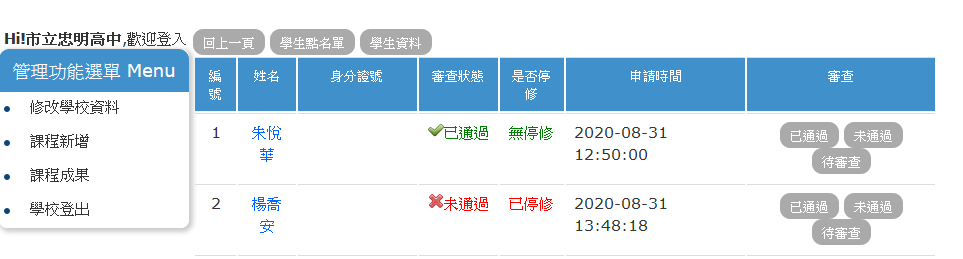 Hi!市立忠明高中,歡迎登入
回上一頁 學生點名單 學生資料
管理功能選單 Menu
修改學校資料
課程新增
課程成果
學校登出
編號 姓名 身分證號 審查狀態 是否停修 申請時間 審查
1 朱悅華 已通過 無停修 2020-08-31 12:50:00 已通過 未通過 待審查
2 楊喬安 未通過 已停修 2020-08-31 13:48:18 已通過 未通過 待審查